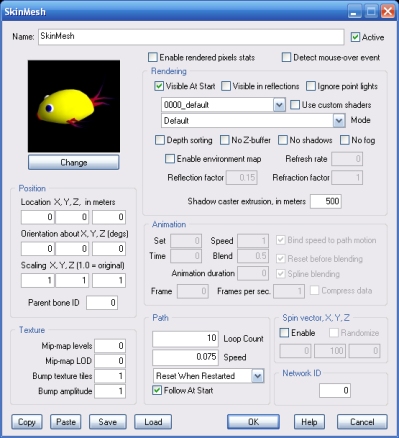 SkinMesh
Name: SkinMesh Active
Enable rendered pixels stats Detect mouse-over event
Change
Rendering
Visible At Start Visible in reflections Ignore point lights
0000_default Use custom shaders
Default Mode
Depth sorting No Z-buffer No shadows No fog
Enable environment map Refresh rate 0
Reflection factor 0.15 Refraction factor 1
Shadow caster extrusion, in meters 500
Position
Location X, Y, Z, in meters
0 0 0
Orientation about X, Y, Z (degs)
0 0 0
Scaling X, Y, Z (1.0 = original)
1 1 1
Parent bone ID 0
Animation
Set 0 Speed 1 Bind speed to path motion
Time 0 Blend 0.5 Reset before blending
Animation duration 0 Spline blending
Frame 0 Frames per sec. 1 Compress data
Texture
Mip-map levels 0
Mip-map LOD 0
Bump texture tiles 1
Bump amplitude 1
Path
10 Loop Count
0.075 Speed
Reset When Restarted
Follow At Start
Spin vector, X, Y, Z
Enable Randomize
0 100 0
Network ID
0
Copy Paste Save Load OK Help Cancel